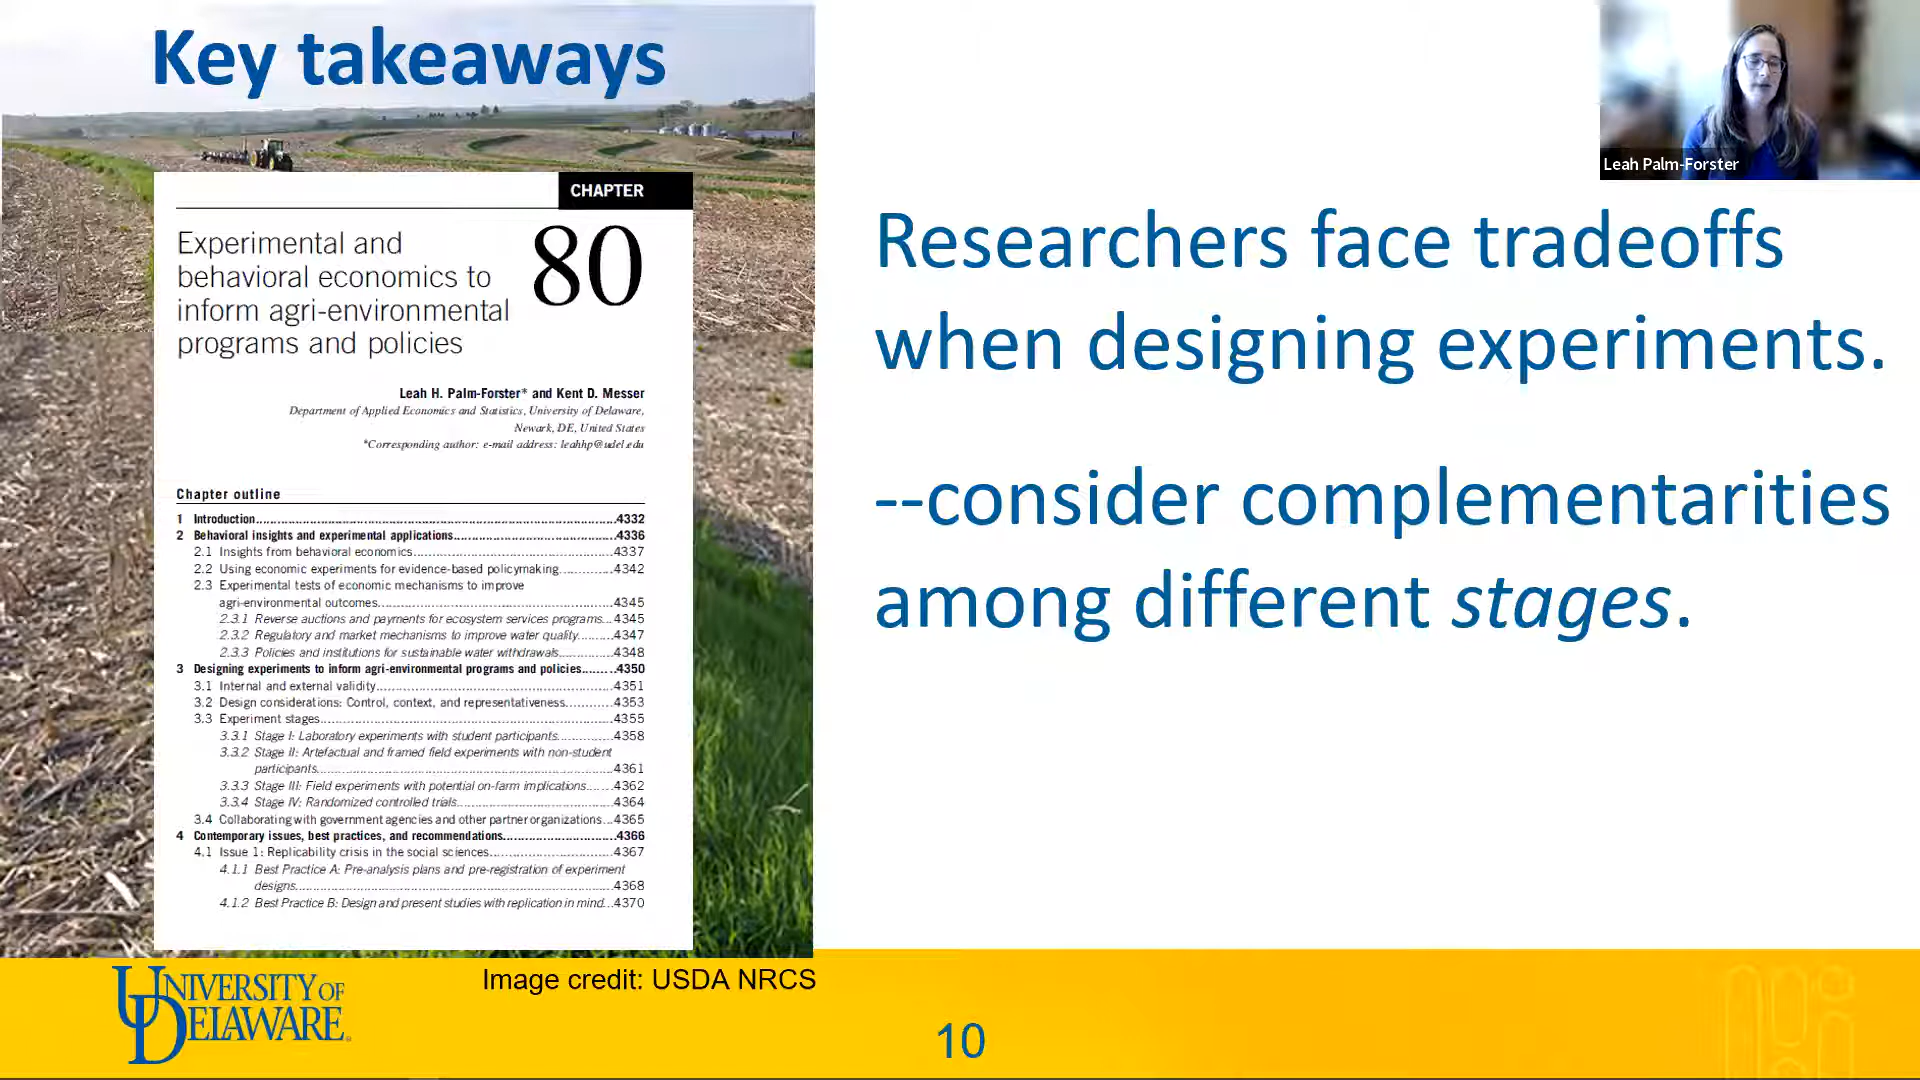 Key takeaways
Leah Palm-Forster
CHAPTER
80
Experimental and
behavioral economics to
inform agri-environmental
programs and policies
Leah H. Palm-Forster* and Kent D. Messer
Department of Applied Economics and Statistics, University of Delaware,
Newark, DE, United States
*Corresponding author: e-mail address: leahhp@udel.edu
Chapter outline
1 Introduction....................4332
2 Behavioral insights and experimental applications....................4336
2.1 Insights from behavioral economics....................4337
2.2 Using economic experiments for evidence-based policymaking..............4342
2.3 Experimental tests of economic mechanisms to improve
agri-environmental outcomes....................4345
2.3.1 Reverse auctions and payments for ecosystem services programs...4345
2.3.2 Regulatory and market mechanisms to improve water quality.........4347
2.3.3 Policies and institutions for sustainable water withdrawals..............4348
3 Designing experiments to inform agri-environmental programs and policies.........4350
3.1 Internal and external validity....................4351
3.2 Design considerations: Control, context, and representativeness............4353
3.3 Experiment stages....................4355
3.3.1 Stage I: Laboratory experiments with student participants..............4358
3.3.2 Stage II: Artefactual and framed field experiments with non-student
participants....................4361
3.3.3 Stage III: Field experiments with potential on-farm implications.......4362
3.3.4 Stage IV: Randomized controlled trials....................4364
3.4 Collaborating with government agencies and other partner organizations...4365
4 Contemporary issues, best practices, and recommendations....................4366
4.1 Issue 1: Replicability crisis in the social sciences....................4367
4.1.1 Best Practice A: Pre-analysis plans and pre-registration of experiment
designs....................4368
4.1.2 Best Practice B: Design and present studies with replication in mind...4370
Researchers face tradeoffs
when designing experiments.
--consider complementarities
among different stages.
UNIVERSITY OF
DELAWARE
Image credit: USDA NRCS
10